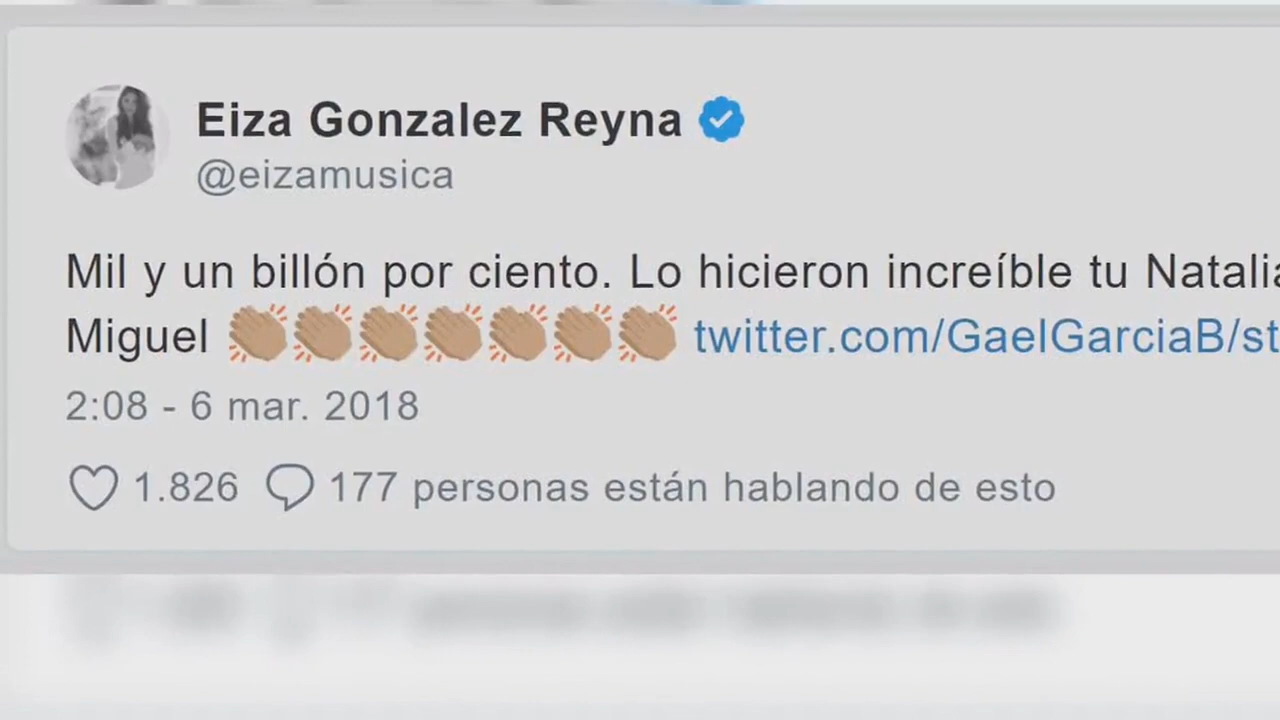 Eiza Gonzalez Reyna
@eizamusica
Mil y un billón por ciento. Lo hicieron increíble tu Natalia
Miguel 👏🏽👏🏽👏🏽👏🏽👏🏽👏🏽👏🏽 twitter.com/GaelGarciaB/st
2:08 - 6 mar. 2018
1.826 177 personas están hablando de esto